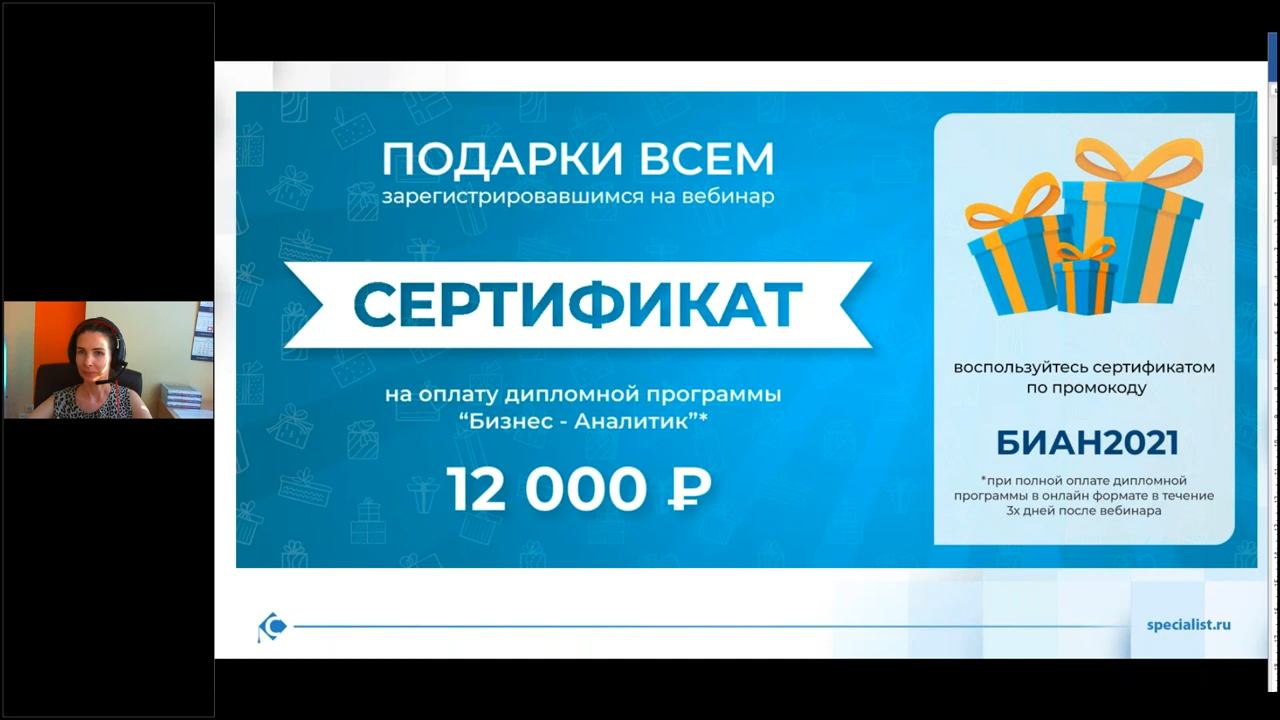 ПОДАРКИ ВСЕМ
зарегистрировавшимся на вебинар
СЕРТИФИКАТ
на оплату дипломной программы
“Бизнес - Аналитик”*
12 000 ₽
воспользуйтесь сертификатом
по промокоду
БИАН2021
*при полной оплате дипломной
программы в онлайн формате в течение
3х дней после вебинара
specialist.ru